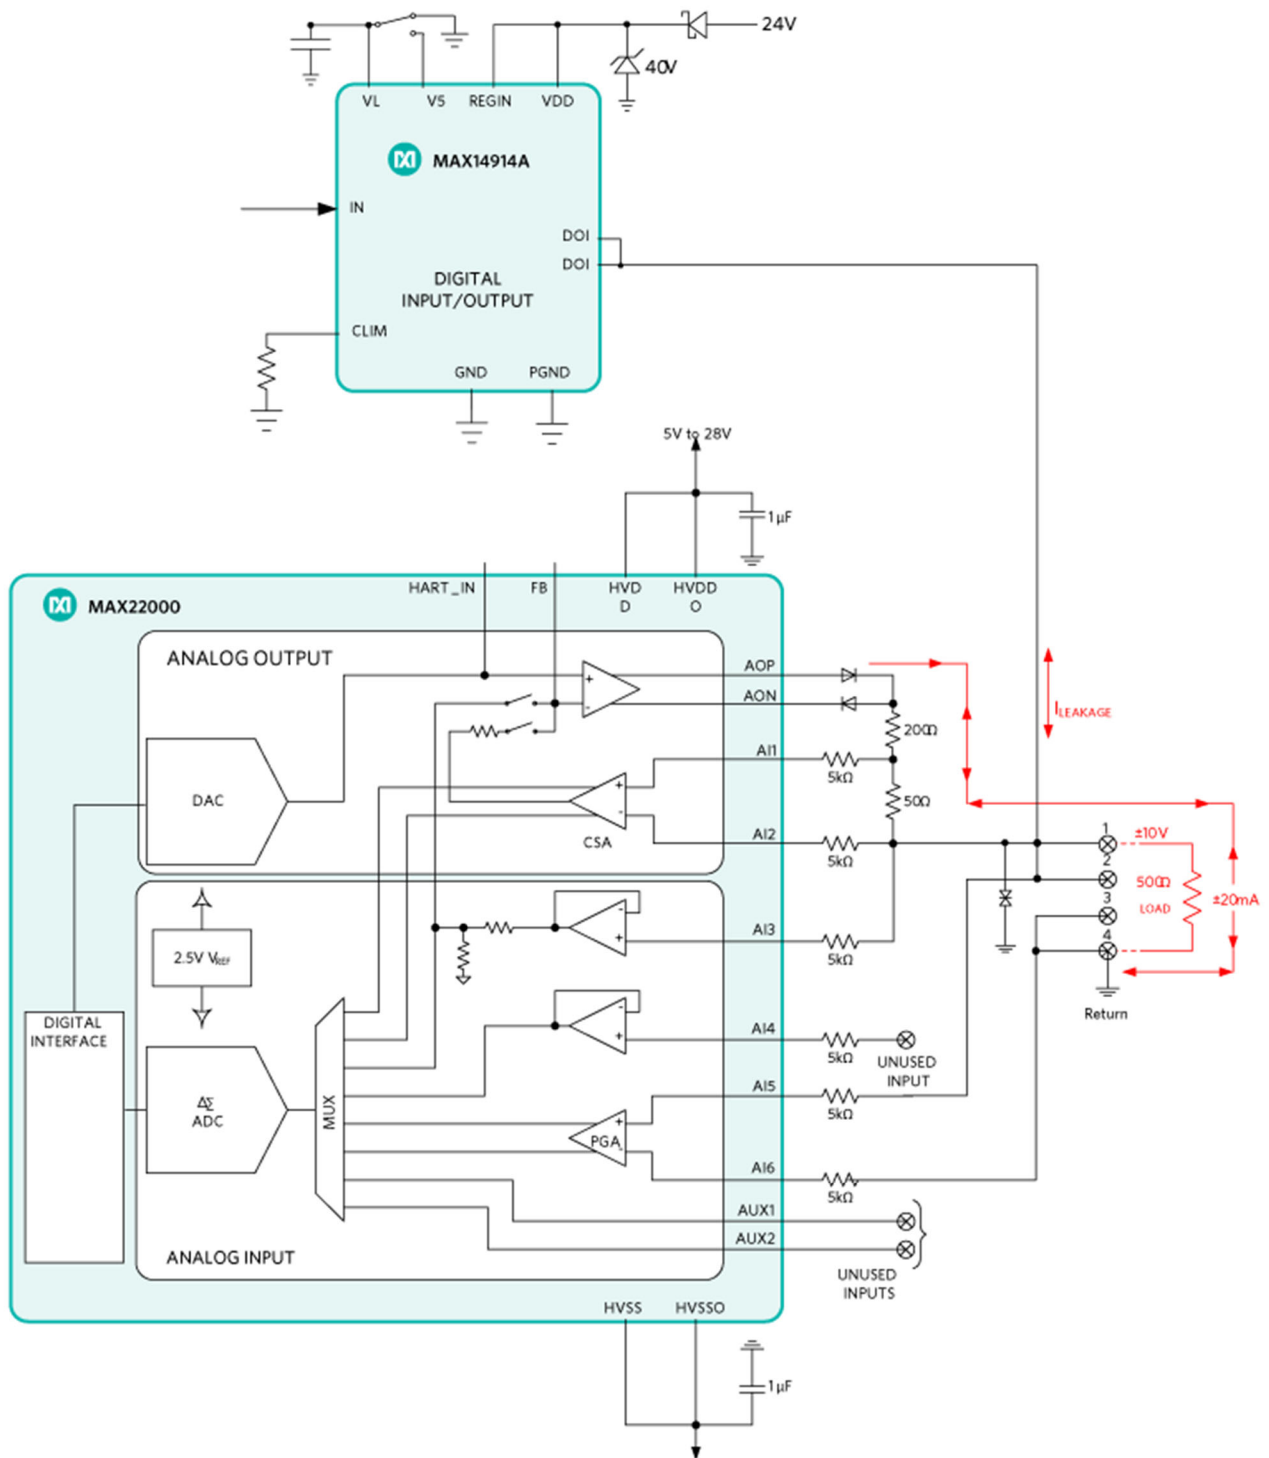 24V
40V
VL
V5
REGIN
VDD
MAX14914A
IN
DOI
DOI
DIGITAL
INPUT/OUTPUT
CLIM
GND
PGND
5V to 28V
1µF
HART_IN
FB
HVD
D
HVDD
O
MAX22000
ANALOG OUTPUT
AOP
AON
+
-
200Ω
ILEAKAGE
AI1
5kΩ
DAC
+
-
50Ω
CSA
AI2
5kΩ
1
±10V
2
500Ω
LOAD
3
±20mA
4
Return
2.5V VREF
-
+
AI3
5kΩ
DIGITAL
INTERFACE
-
+
AI4
5kΩ
UNUSED
INPUT
ΔΣ
ADC
MUX
AI5
5kΩ
+
PGA
-
AI6
5kΩ
AUX1
AUX2
ANALOG INPUT
UNUSED
INPUTS
HVSS
HVSSO
1µF